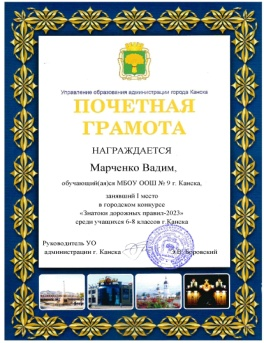 Управление образования администрации города Канска
ПОЧЕТНАЯ
ГРАМОТА
НАГРАЖДАЕТСЯ
Марченко Вадим,
обучающий(ая)ся МБОУ ООШ № 9 г. Канска,
занявший I место
в городском конкурсе
«Знатоки дорожных правил-2023»
среди учащихся 6-8 классов г.Канска
Руководитель УО
администрации г. Канска Боровский